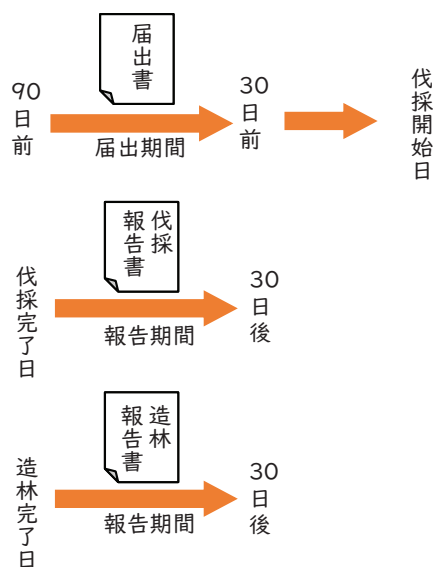 90日前
届出書
届出期間
30日前
伐採開始日
伐採完了日
伐採
報告書
報告期間
30日後
造林完了日
造林
報告書
報告期間
30日後